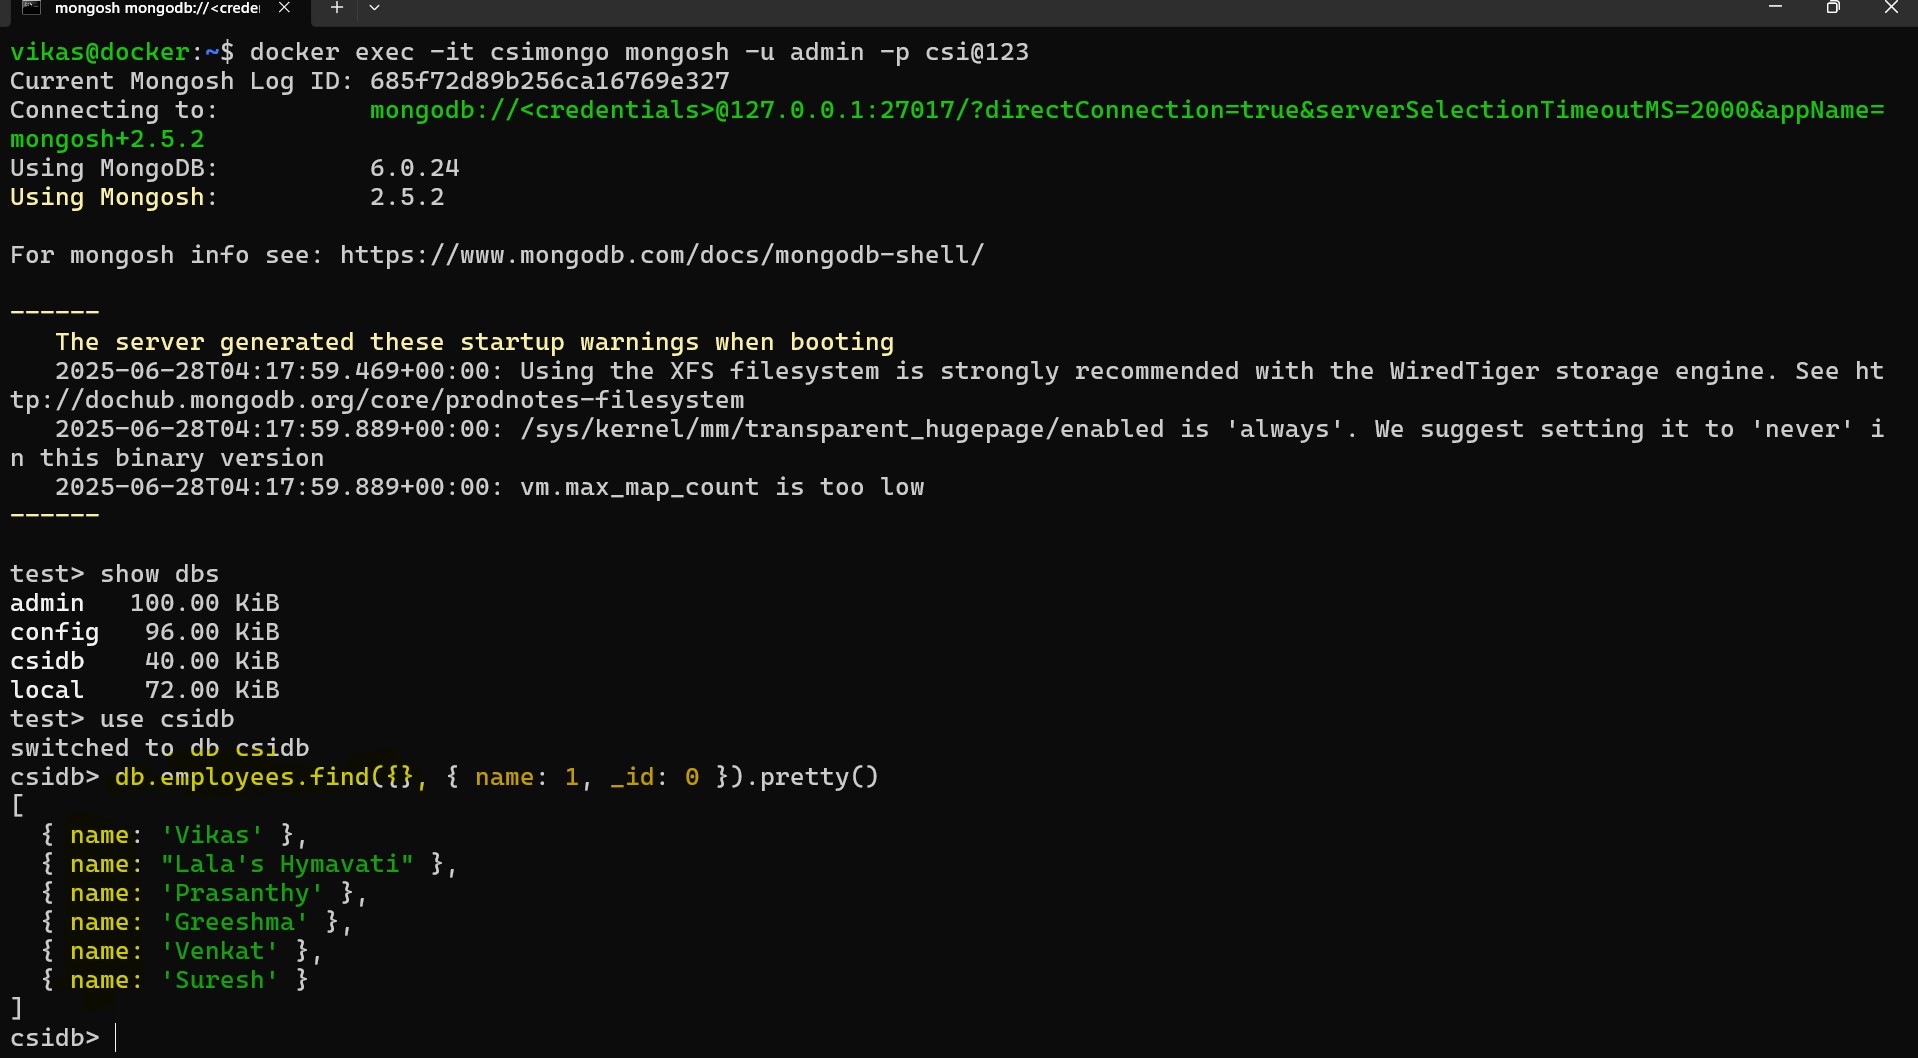 mongosh mongodb://<crede
vikas@docker:~$ docker exec -it csimongo mongosh -u admin -p csi@123
Current Mongosh Log ID: 685f72d89b256ca16769e327
Connecting to:          mongodb://<credentials>@127.0.0.1:27017/?directConnection=true&serverSelectionTimeoutMS=2000&appName=
mongosh+2.5.2
Using MongoDB:          6.0.24
Using Mongosh:          2.5.2
For mongosh info see: https://www.mongodb.com/docs/mongodb-shell/
------
   The server generated these startup warnings when booting
   2025-06-28T04:17:59.469+00:00: Using the XFS filesystem is strongly recommended with the WiredTiger storage engine. See ht
tp://dochub.mongodb.org/core/prodnotes-filesystem
   2025-06-28T04:17:59.889+00:00: /sys/kernel/mm/transparent_hugepage/enabled is 'always'. We suggest setting it to 'never' i
n this binary version
   2025-06-28T04:17:59.889+00:00: vm.max_map_count is too low
------
test> show dbs
admin   100.00 KiB
config   96.00 KiB
csidb    40.00 KiB
local    72.00 KiB
test> use csidb
switched to db csidb
csidb> db.employees.find({}, { name: 1, _id: 0 }).pretty()
[
  { name: 'Vikas' },
  { name: "Lala's Hymavati" },
  { name: 'Prasanthy' },
  { name: 'Greeshma' },
  { name: 'Venkat' },
  { name: 'Suresh' }
]
csidb>